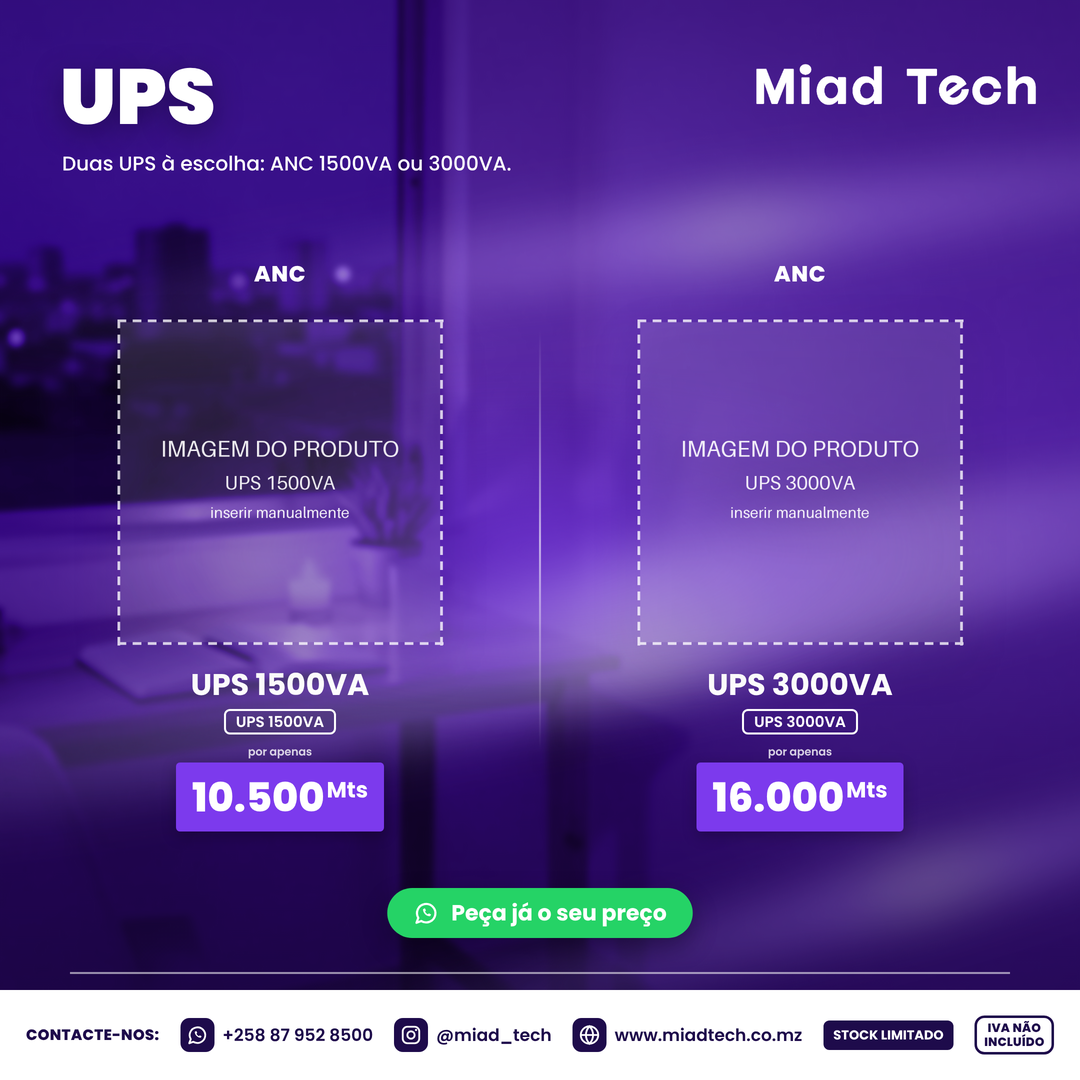 UPS
Miad Tech
Duas UPS à escolha: ANC 1500VA ou 3000VA.
ANC
IMAGEM DO PRODUTO
UPS 1500VA
inserir manualmente
UPS 1500VA
UPS 1500VA
por apenas
10.500Mts
ANC
IMAGEM DO PRODUTO
UPS 3000VA
inserir manualmente
UPS 3000VA
UPS 3000VA
por apenas
16.000Mts
Peça já o seu preço
CONTACTE-NOS:
+258 87 952 8500
@miad_tech
www.miadtech.co.mz
STOCK LIMITADO
IVA NÃO
INCLUÍDO